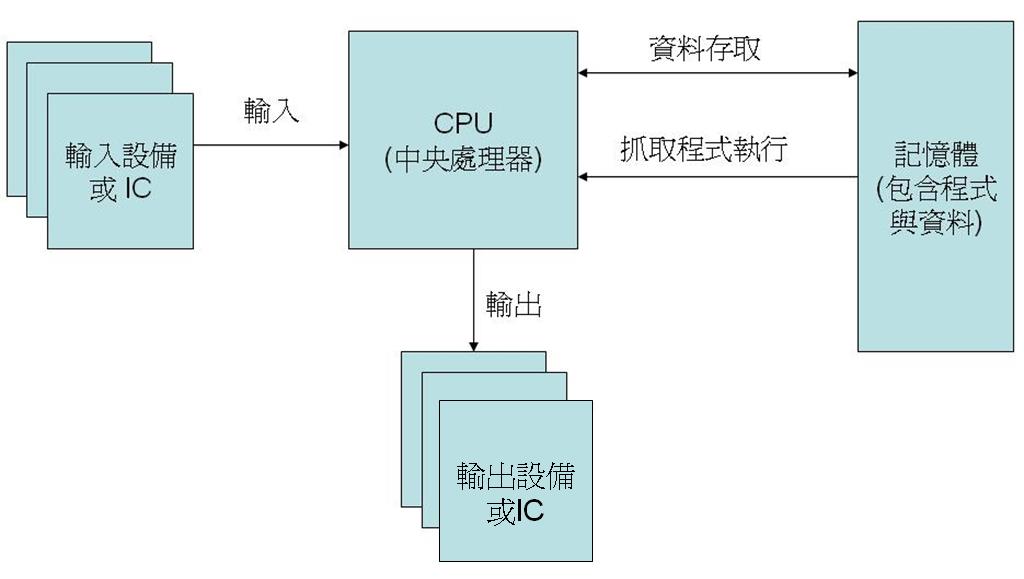 輸入設備
或 IC
輸入
CPU
(中央處理器)
資料存取
抓取程式執行
記憶體
(包含程式
與資料)
輸出
輸出設備
或IC